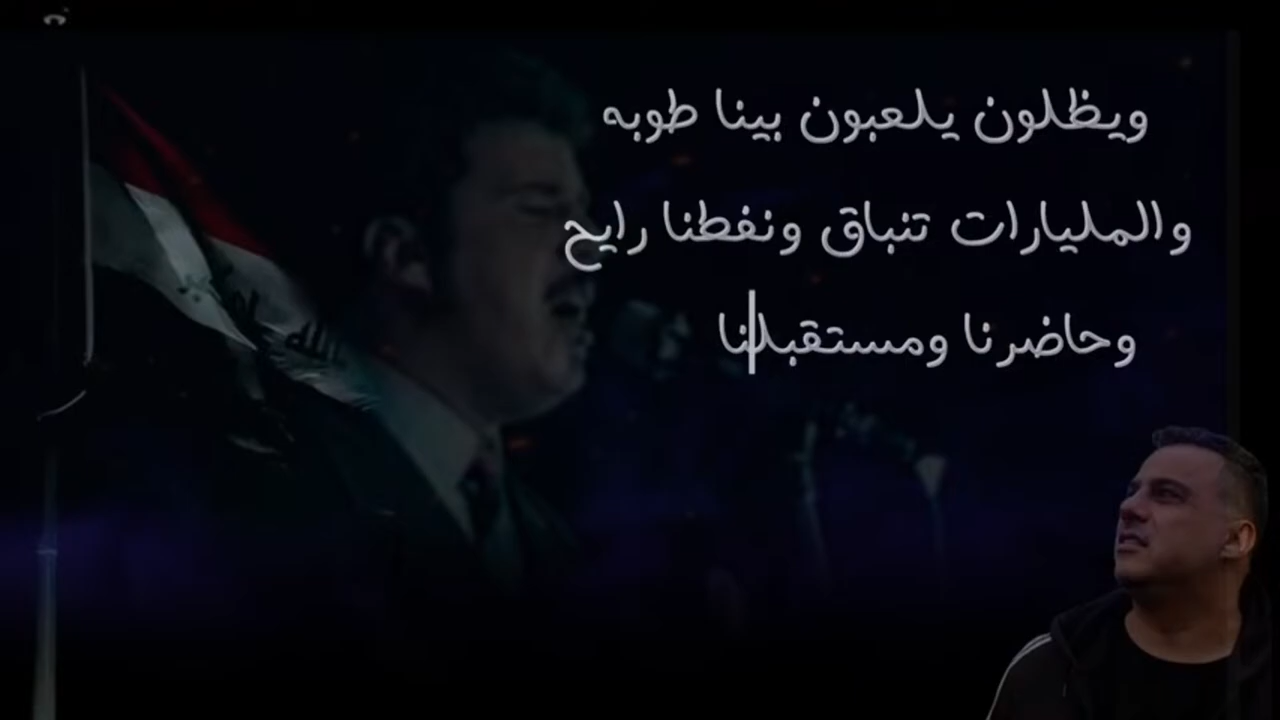 ويظلون يلعبون بينا طوبه
والمليارات تنباق ونفطنا رايح
وحاضرنا ومستقبلنا